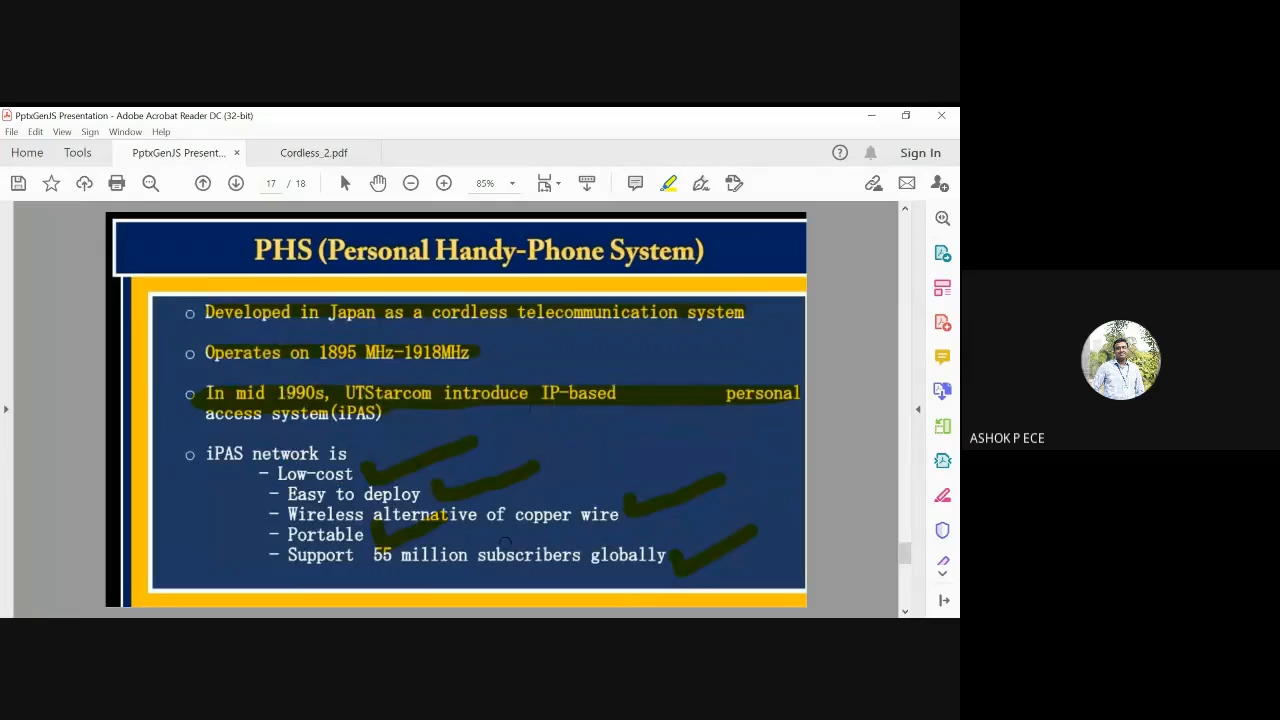 PptxGenJS Presentation - Adobe Acrobat Reader DC (32-bit)
File Edit View Sign Window Help
Home Tools PptxGenJS Present... × Cordless_2.pdf Sign In
17 / 18 85%
PHS (Personal Handy-Phone System)
○ Developed in Japan as a cordless telecommunication system
○ Operates on 1895 MHz-1918MHz
○ In mid 1990s, UTStarcom introduce IP-based personal
access system(iPAS)
○ iPAS network is
- Low-cost
- Easy to deploy
- Wireless alternative of copper wire
- Portable
- Support 55 million subscribers globally
ASHOK P ECE